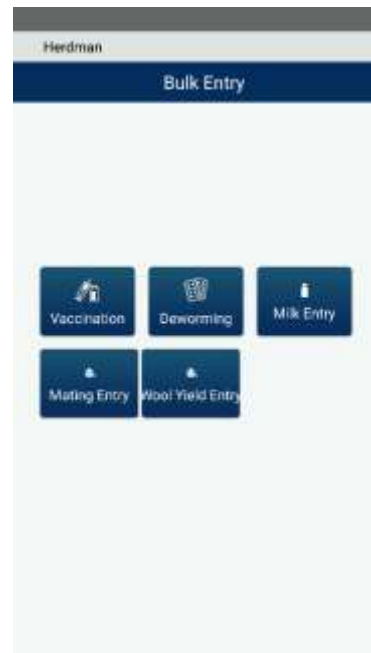 Herdman
Bulk Entry
Vaccination
Deworming
Milk Entry
Mating Entry
Wool Yield Entry